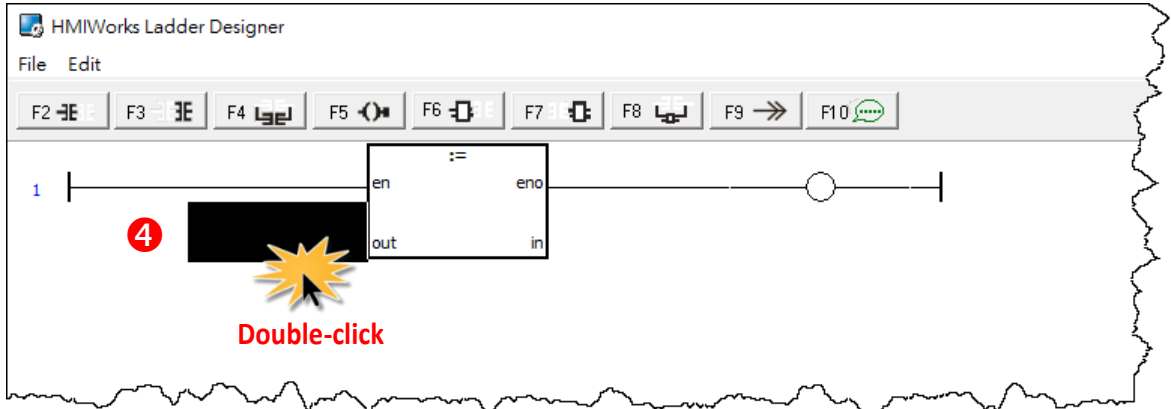 HMIWorks Ladder Designer
File Edit
F2 F3 F4 F5 F6 F7 F8 F9 F10
:=
1 en eno
4 out in
Double-click